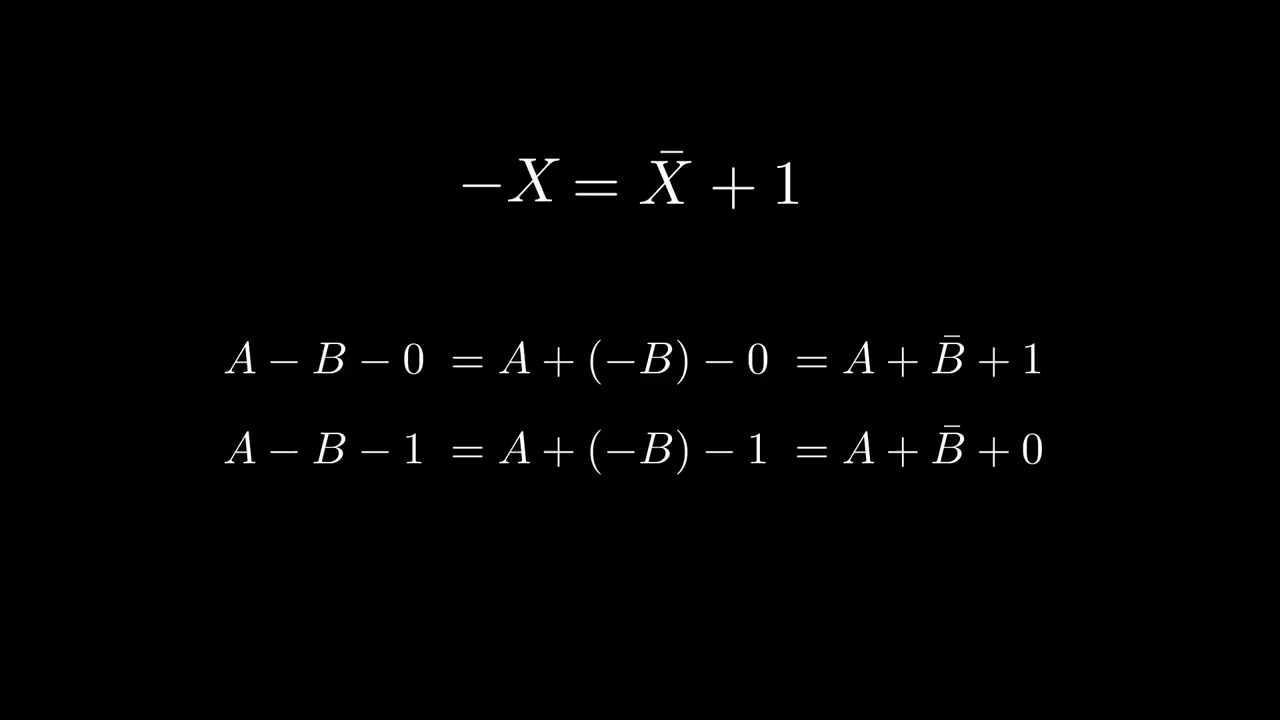 −X = X̄ + 1
A − B − 0 = A + (−B) − 0 = A + B̄ + 1
A − B − 1 = A + (−B) − 1 = A + B̄ + 0